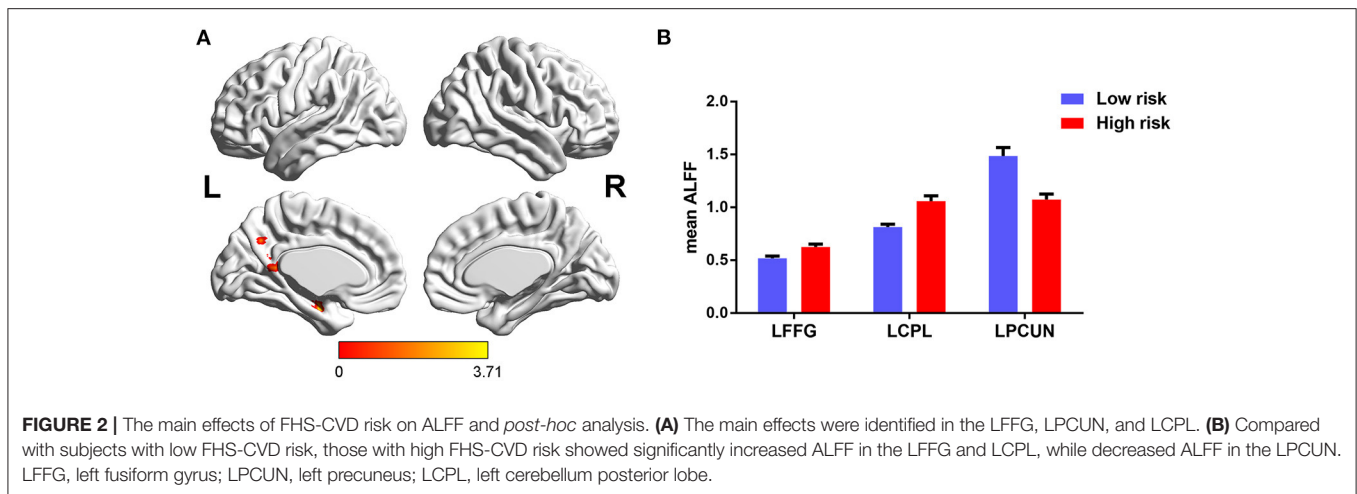 A
B
L
R
0
3.71
mean ALFF
2.0
1.5
1.0
0.5
0.0
LFFG
LCPL
LPCUN
Low risk
High risk
FIGURE 2 | The main effects of FHS-CVD risk on ALFF and post-hoc analysis. (A) The main effects were identified in the LFFG, LPCUN, and LCPL. (B) Compared
with subjects with low FHS-CVD risk, those with high FHS-CVD risk showed significantly increased ALFF in the LFFG and LCPL, while decreased ALFF in the LPCUN.
LFFG, left fusiform gyrus; LPCUN, left precuneus; LCPL, left cerebellum posterior lobe.